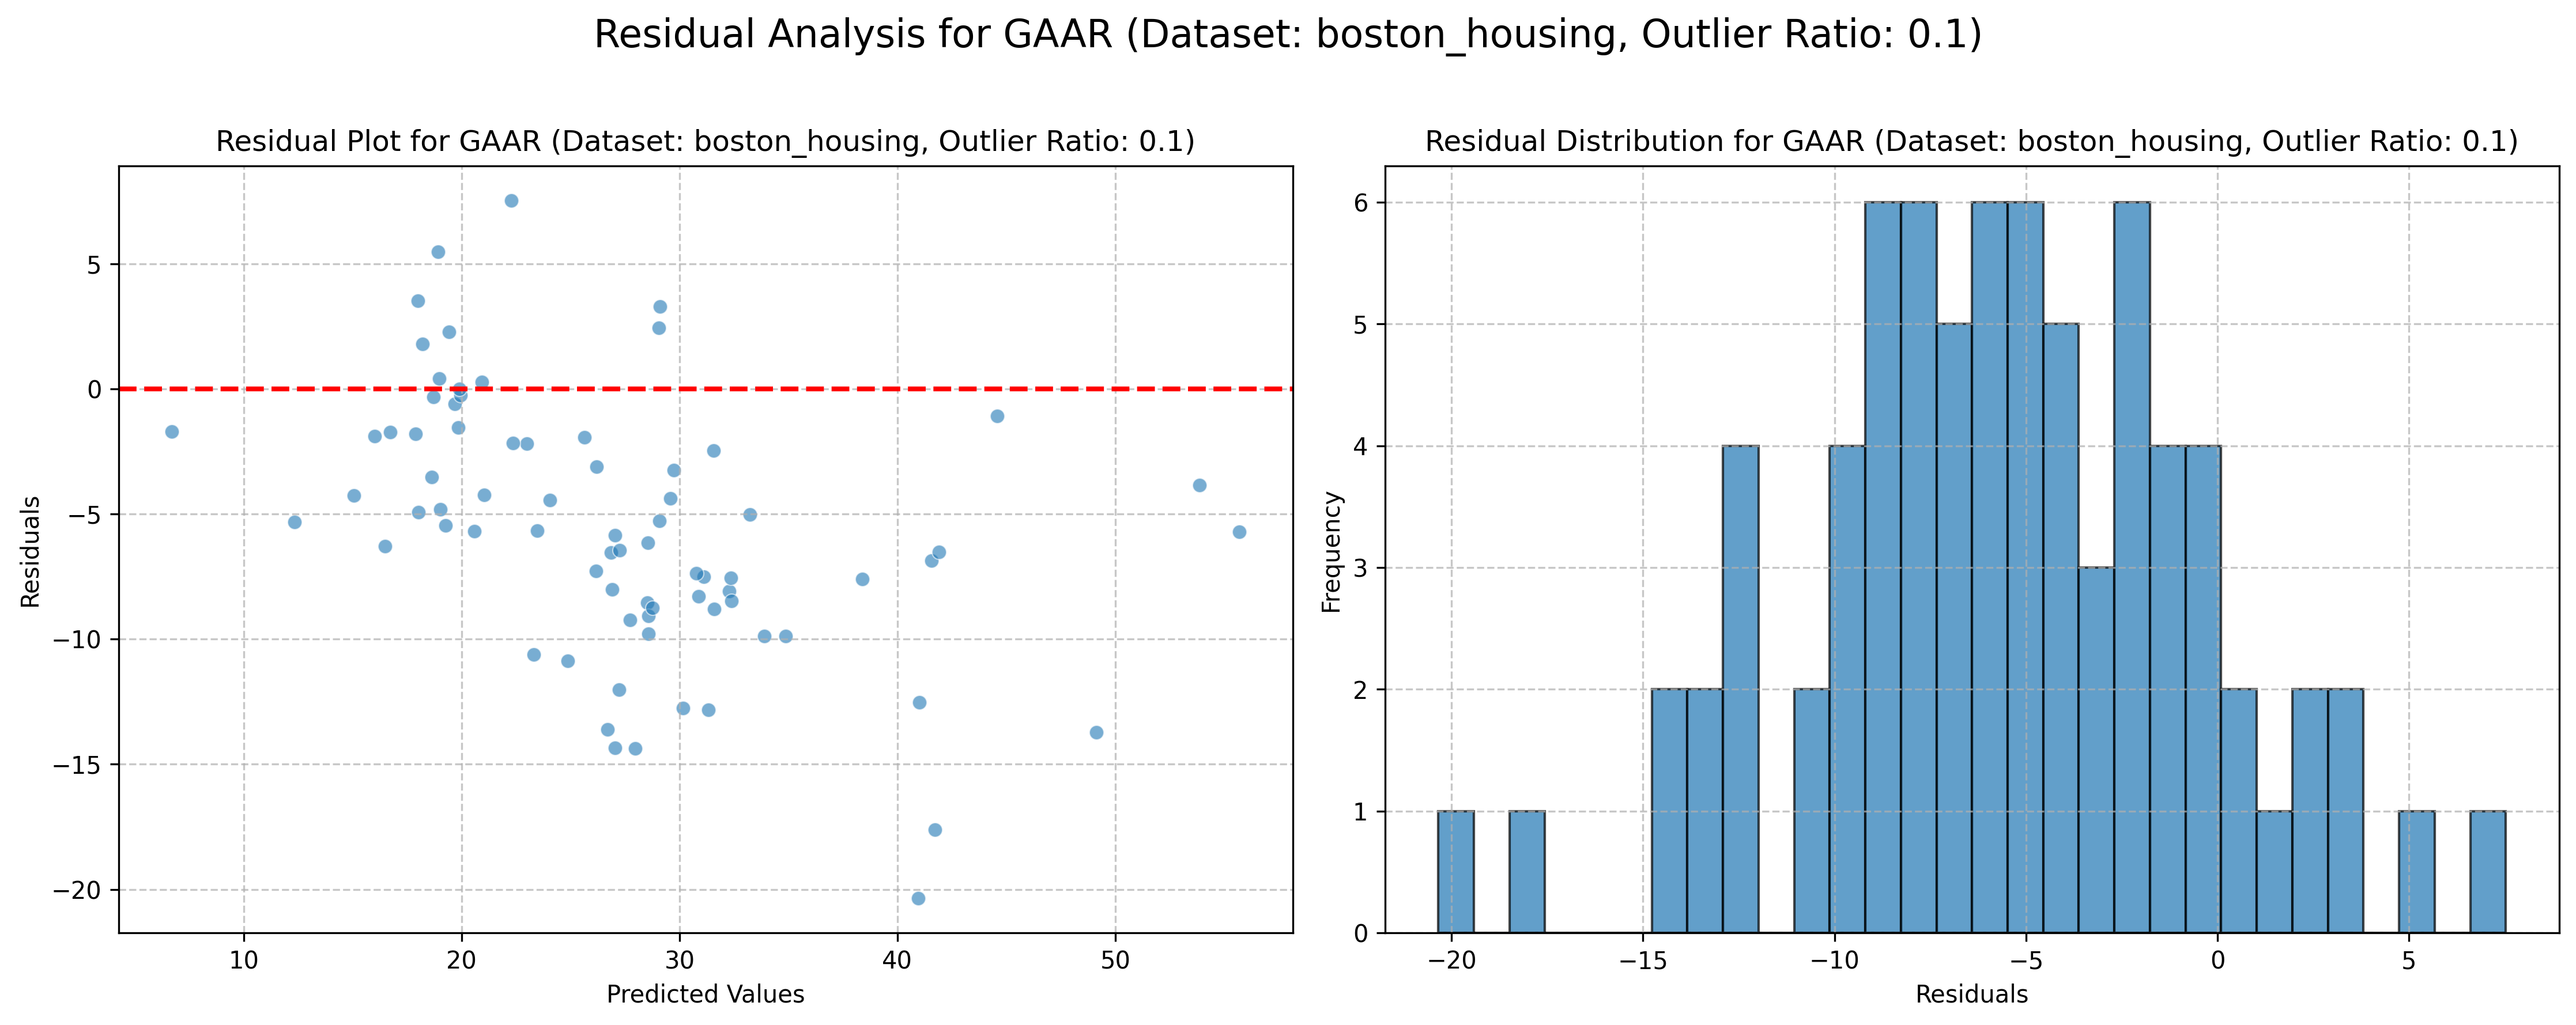 Residual Analysis for GAAR (Dataset: boston_housing, Outlier Ratio: 0.1)
Residual Plot for GAAR (Dataset: boston_housing, Outlier Ratio: 0.1)
5
0
−5
−10
−15
−20
Residuals
10 20 30 40 50
Predicted Values
Residual Distribution for GAAR (Dataset: boston_housing, Outlier Ratio: 0.1)
6
5
4
3
2
1
0
Frequency
−20 −15 −10 −5 0 5
Residuals